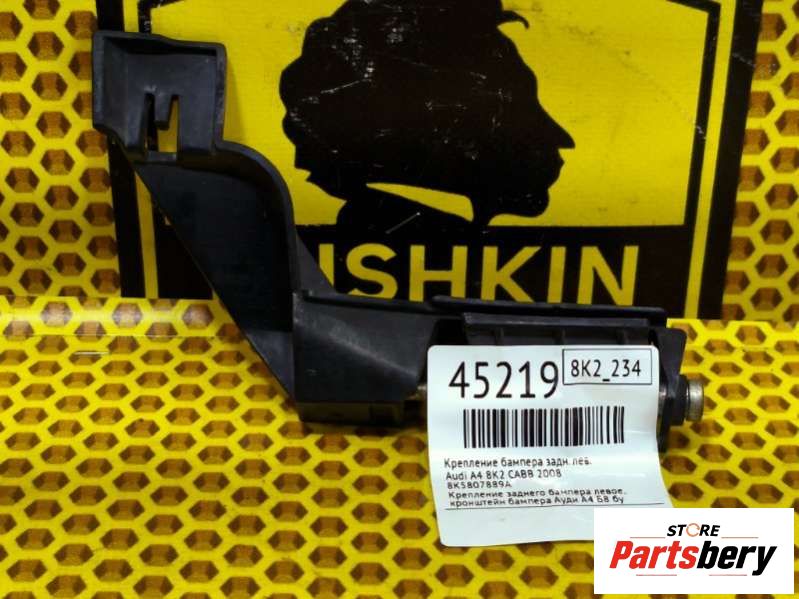 USHKIN
45219
8K2_234
Крепление бампера задн. лев.
Audi A4 8K2 CABB 2008
8K5807889A
Крепление заднего бампера левое,
кронштейн бампера Ауди А4 Б8 бу
STORE
Partsbery